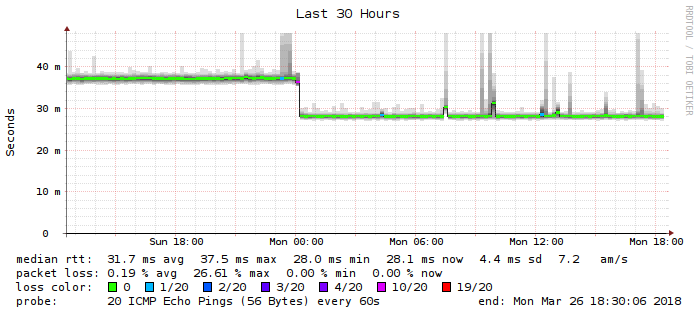 Last 30 Hours
RRDTOOL / TOBI OETIKER
Seconds
40 m
30 m
20 m
10 m
0
Sun 18:00 Mon 00:00 Mon 06:00 Mon 12:00 Mon 18:00
median rtt: 31.7 ms avg 37.5 ms max 28.0 ms min 28.1 ms now 4.4 ms sd 7.2 am/s
packet loss: 0.19 % avg 26.61 % max 0.00 % min 0.00 % now
loss color: 0 1/20 2/20 3/20 4/20 10/20 19/20
probe: 20 ICMP Echo Pings (56 Bytes) every 60s end: Mon Mar 26 18:30:06 2018